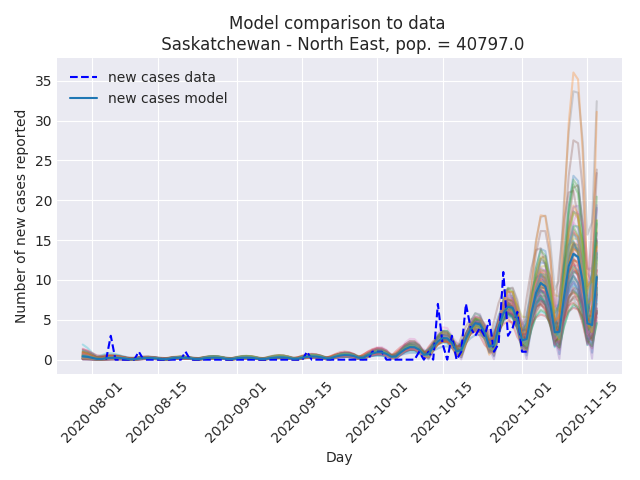 Model comparison to data
Saskatchewan - North East, pop. = 40797.0
new cases data
new cases model
Number of new cases reported
35
30
25
20
15
10
5
0
2020-08-01
2020-08-15
2020-09-01
2020-09-15
2020-10-01
2020-10-15
2020-11-01
2020-11-15
Day